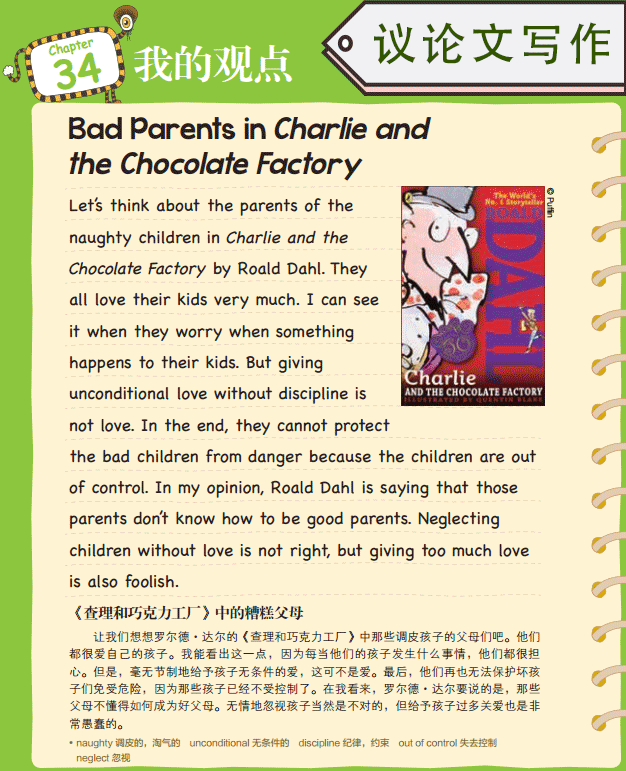 Chapter
34
我的观点
议论文写作
Bad Parents in Charlie and
the Chocolate Factory
Let's think about the parents of the
naughty children in Charlie and the
Chocolate Factory by Roald Dahl. They
all love their kids very much. I can see
it when they worry when something
happens to their kids. But giving
unconditional love without discipline is
not love. In the end, they cannot protect
the bad children from danger because the children are out
of control. In my opinion, Roald Dahl is saying that those
parents don't know how to be good parents. Neglecting
children without love is not right, but giving too much love
is also foolish.
© Puffin
The World's
No. 1 Storyteller
ROALD
DAHL
Charlie
AND THE CHOCOLATE FACTORY
ILLUSTRATED BY QUENTIN BLAKE
《查理和巧克力工厂》中的糟糕父母
让我们想想罗尔德·达尔的《查理和巧克力工厂》中那些调皮孩子的父母们吧。他们
都很爱自己的孩子。我能看出这一点，因为每当他们的孩子发生什么事情，他们都很担
心。但是，毫无节制地给予孩子无条件的爱，这可不是爱。最后，他们再也无法保护坏孩
子们免受危险，因为那些孩子已经不受控制了。在我看来，罗尔德·达尔要说的是，那些
父母不懂得如何成为好父母。无情地忽视孩子当然是不对的，但给予孩子过多关爱也是非
常愚蠢的。
• naughty 调皮的，淘气的 unconditional 无条件的 discipline 纪律，约束 out of control 失去控制
neglect 忽视